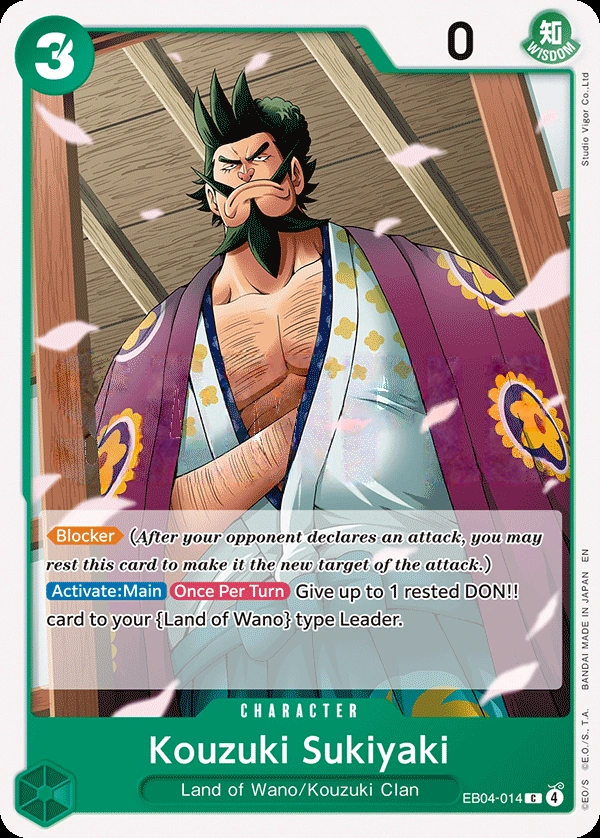 3
0
知
WISDOM
Studio Vigor Co.,Ltd
Blocker (After your opponent declares an attack, you may
rest this card to make it the new target of the attack.)
Activate:Main Once Per Turn Give up to 1 rested DON!!
card to your {Land of Wano} type Leader.
CHARACTER
Kouzuki Sukiyaki
Land of Wano/Kouzuki Clan
EB04-014 C 4
©E.O/S ©E.O./S., T.A. BANDAI MADE IN JAPAN EN